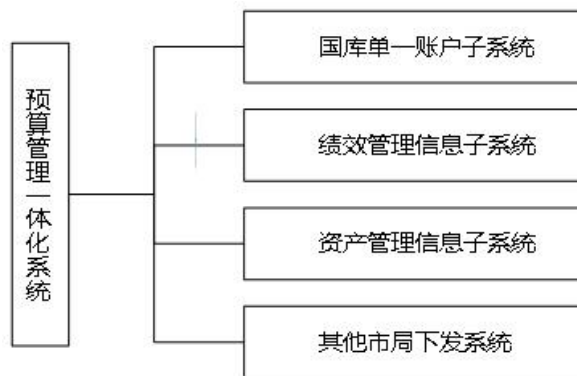 预算管理一体化系统
国库单一账户子系统
绩效管理信息子系统
资产管理信息子系统
其他市局下发系统